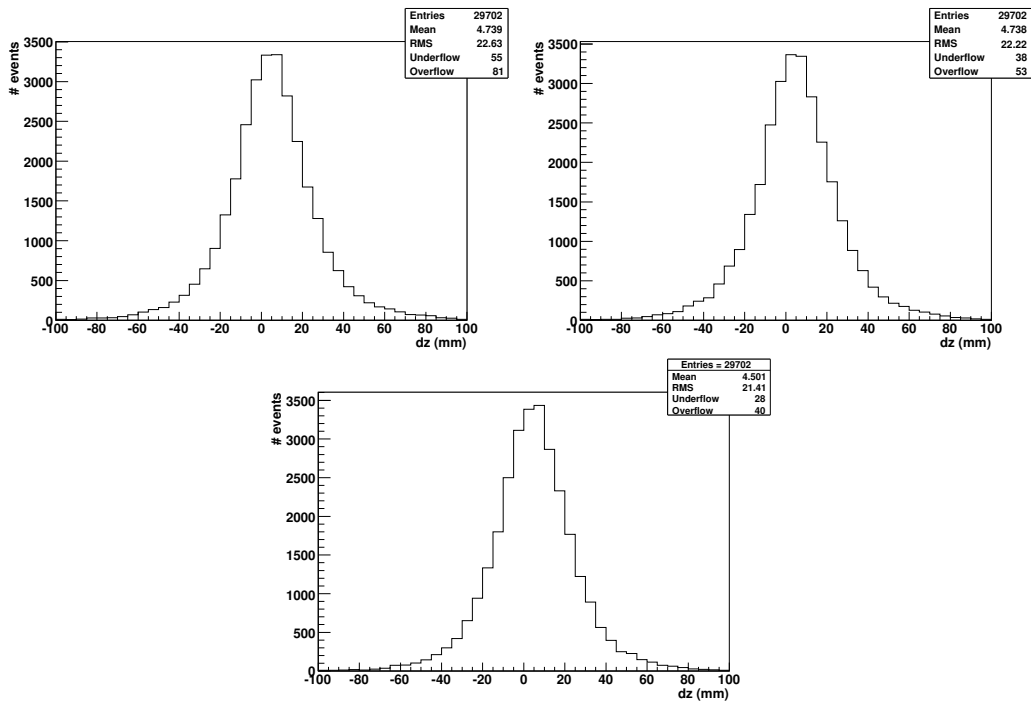 Entries 29702
Mean 4.739
RMS 22.63
Underflow 55
Overflow 81
# events
3500
3000
2500
2000
1500
1000
500
0
-100 -80 -60 -40 -20 0 20 40 60 80 100
dz (mm)
Entries 29702
Mean 4.738
RMS 22.22
Underflow 38
Overflow 53
# events
3500
3000
2500
2000
1500
1000
500
0
-100 -80 -60 -40 -20 0 20 40 60 80 100
dz (mm)
Entries = 29702
Mean 4.501
RMS 21.41
Underflow 28
Overflow 40
# events
3500
3000
2500
2000
1500
1000
500
0
-100 -80 -60 -40 -20 0 20 40 60 80 100
dz (mm)